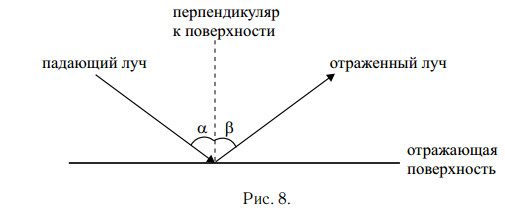 перпендикуляр
к поверхности
падающий луч
отраженный луч
α β
отражающая
поверхность
Рис. 8.